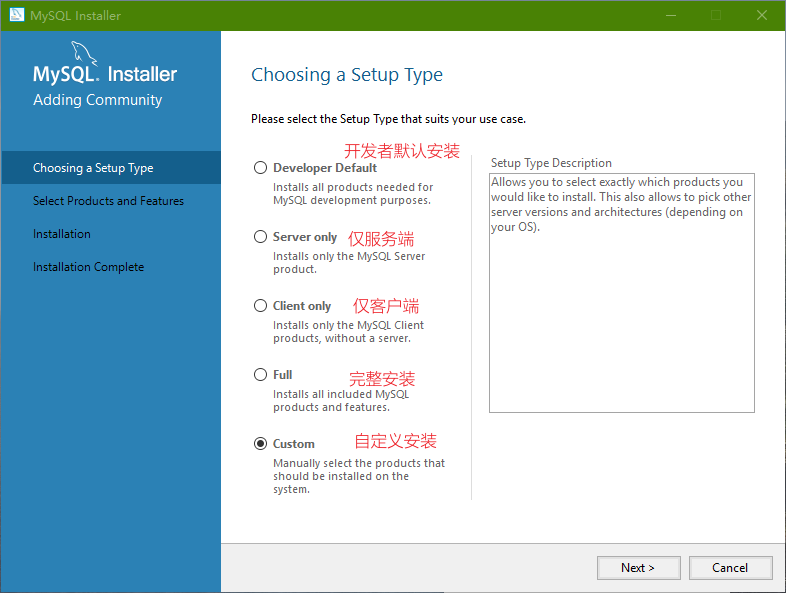 MySQL Installer
MySQL. Installer
Adding Community
Choosing a Setup Type
Select Products and Features
Installation
Installation Complete
Choosing a Setup Type
Please select the Setup Type that suits your use case.
开发者默认安装
Developer Default
Installs all products needed for
MySQL development purposes.
Server only 仅服务端
Installs only the MySQL Server
product.
Client only 仅客户端
Installs only the MySQL Client
products, without a server.
Full 完整安装
Installs all included MySQL
products and features.
Custom 自定义安装
Manually select the products that
should be installed on the
system.
Setup Type Description
Allows you to select exactly which products you
would like to install. This also allows to pick other
server versions and architectures (depending on
your OS).
Next >
Cancel